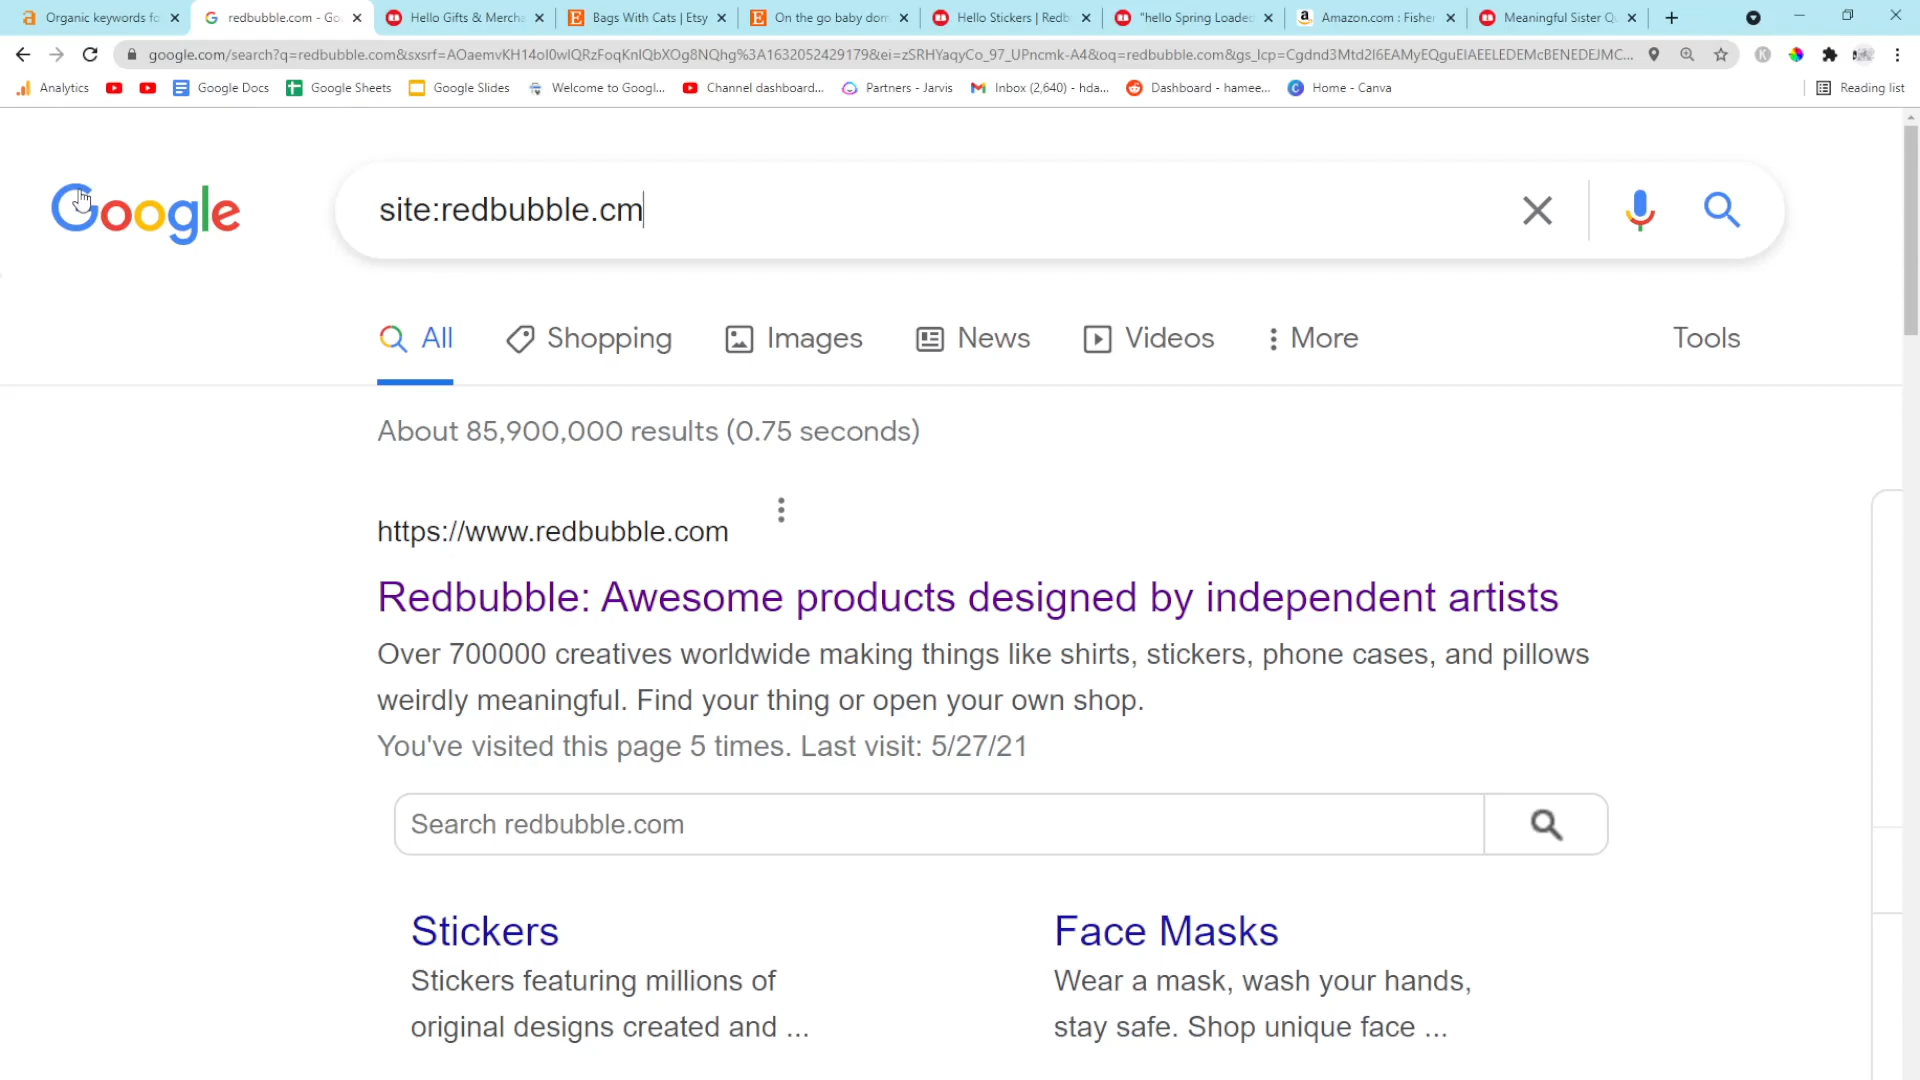 Organic keywords fo
redbubble.com - Go
Hello Gifts & Mercha
Bags With Cats | Etsy
On the go baby dom
Hello Stickers | Redb
"hello Spring Loaded
Amazon.com : Fisher
Meaningful Sister Q
google.com/search?q=redbubble.com&sxsrf=AOaemvKH14oI0wlQRzFoqKnlQbXOg8NQhg%3A1632052429179&ei=zSRHYaqyCo_97_UPncmk-A4&oq=redbubble.com&gs_lcp=Cgdnd3Mtd2l6EAMyEQguEIAEELEDEMcBENEDEJMC...
Analytics
Google Docs
Google Sheets
Google Slides
Welcome to Googl...
Channel dashboard...
Partners - Jarvis
Inbox (2,640) - hda...
Dashboard - hamee...
Home - Canva
Reading list
Google
site:redbubble.cm
All
Shopping
Images
News
Videos
More
Tools
About 85,900,000 results (0.75 seconds)
https://www.redbubble.com
Redbubble: Awesome products designed by independent artists
Over 700000 creatives worldwide making things like shirts, stickers, phone cases, and pillows
weirdly meaningful. Find your thing or open your own shop.
You've visited this page 5 times. Last visit: 5/27/21
Search redbubble.com
Stickers
Stickers featuring millions of
original designs created and ...
Face Masks
Wear a mask, wash your hands,
stay safe. Shop unique face ...